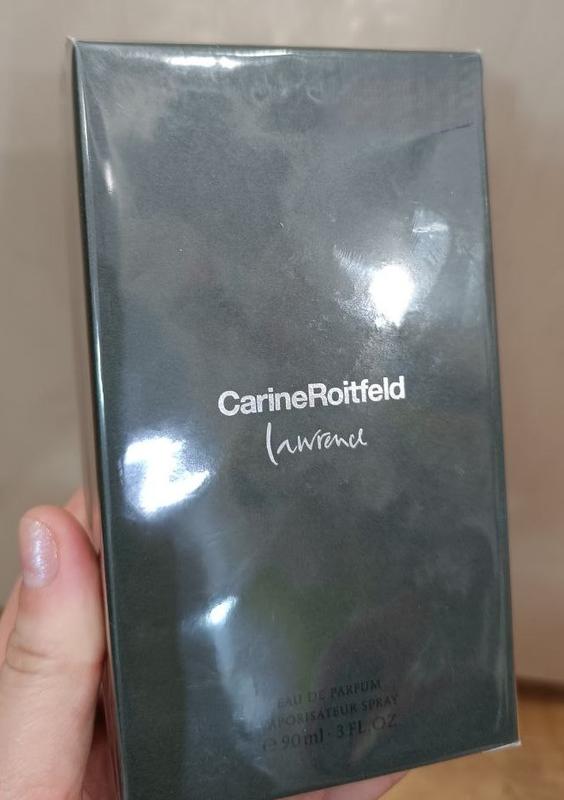 CarineRoitfeld
lawrence
EAU DE PARFUM
VAPORISATEUR SPRAY
℮ 90 ml · 3 FL.OZ